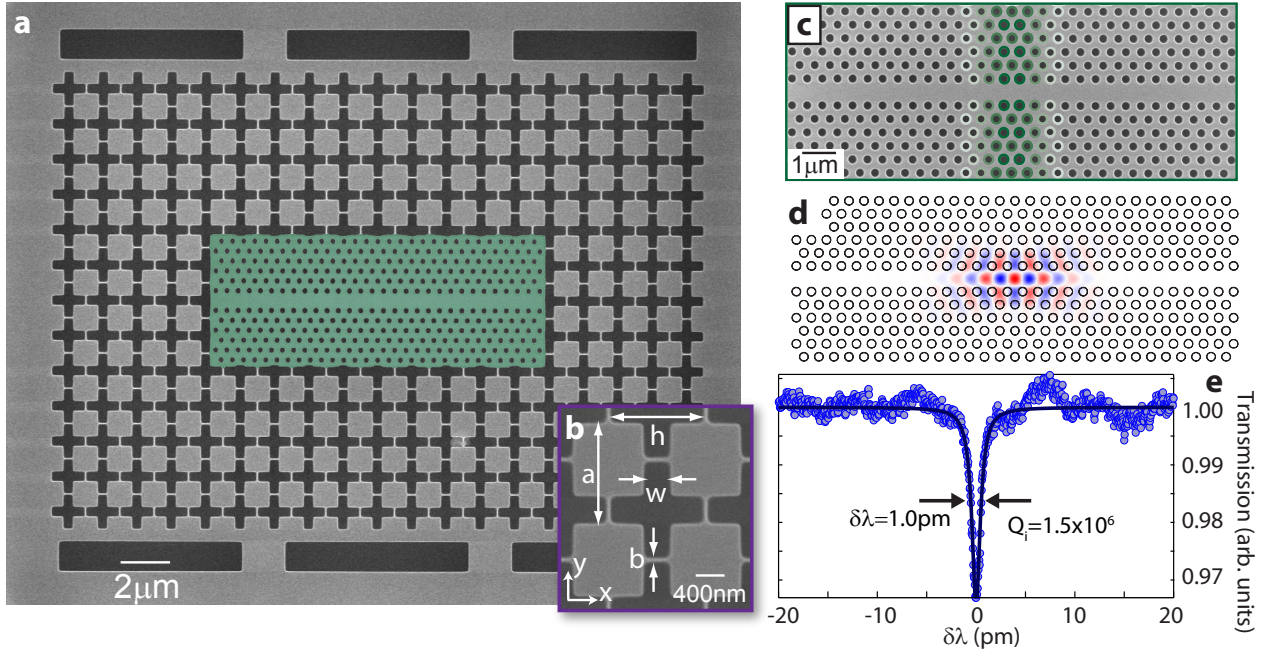 a
2μm
b
h
a
w
b
y
x
400nm
c
1μm
d
e
1.00
0.99
0.98
0.97
Transmission (arb. units)
δλ=1.0pm
Qi=1.5x10⁶
-20
-10
0
10
20
δλ (pm)